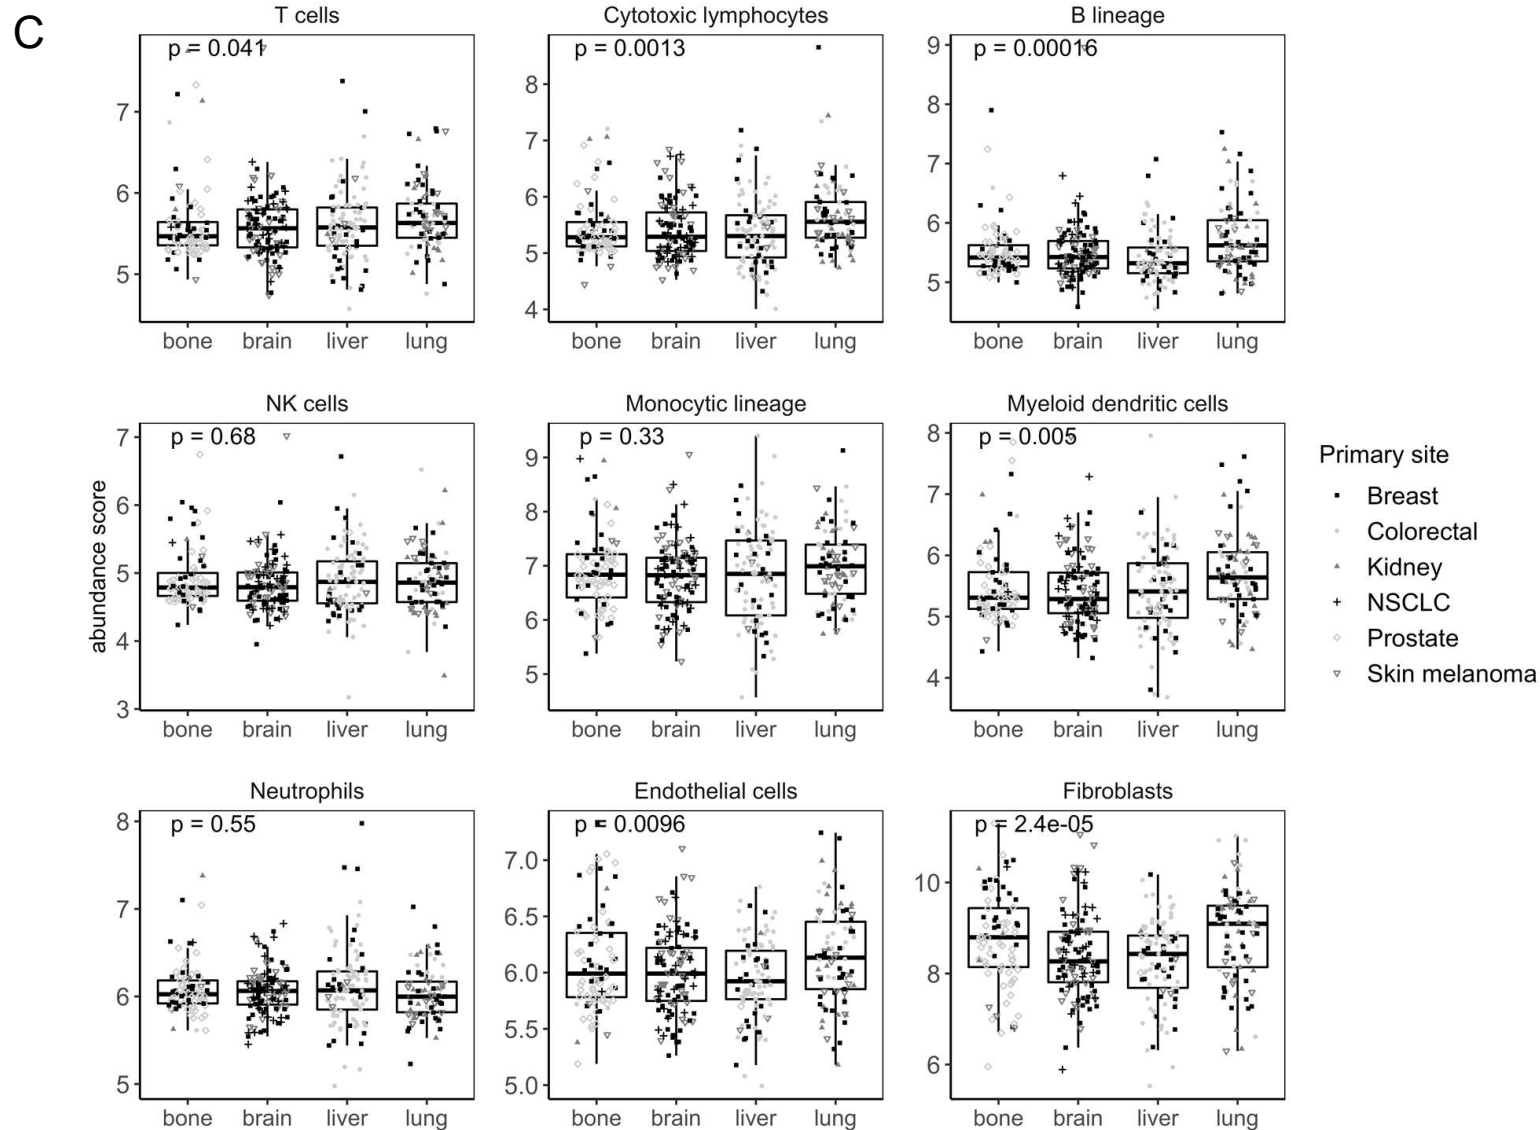 C
T cells
Cytotoxic lymphocytes
B lineage
p = 0.041
p = 0.0013
p = 0.00016
7
6
5
8
7
6
5
4
9
8
7
6
5
bone brain liver lung
bone brain liver lung
bone brain liver lung
NK cells
Monocytic lineage
Myeloid dendritic cells
p = 0.68
p = 0.33
p = 0.005
abundance score
7
6
5
4
3
9
8
7
6
5
8
7
6
5
4
bone brain liver lung
bone brain liver lung
bone brain liver lung
Primary site
Breast
Colorectal
Kidney
NSCLC
Prostate
Skin melanoma
Neutrophils
Endothelial cells
Fibroblasts
p = 0.55
p = 0.0096
p = 2.4e-05
8
7
6
5
7.0
6.5
6.0
5.5
5.0
10
8
6
bone brain liver lung
bone brain liver lung
bone brain liver lung